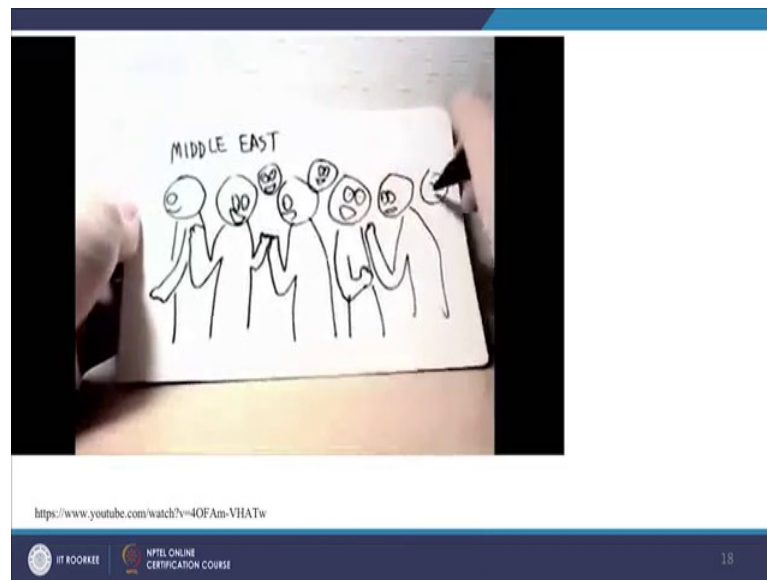 MIDDLE EAST
https://www.youtube.com/watch?v=4OFAm-VHATw
IIT ROORKEE
NPTEL ONLINE
CERTIFICATION COURSE
18